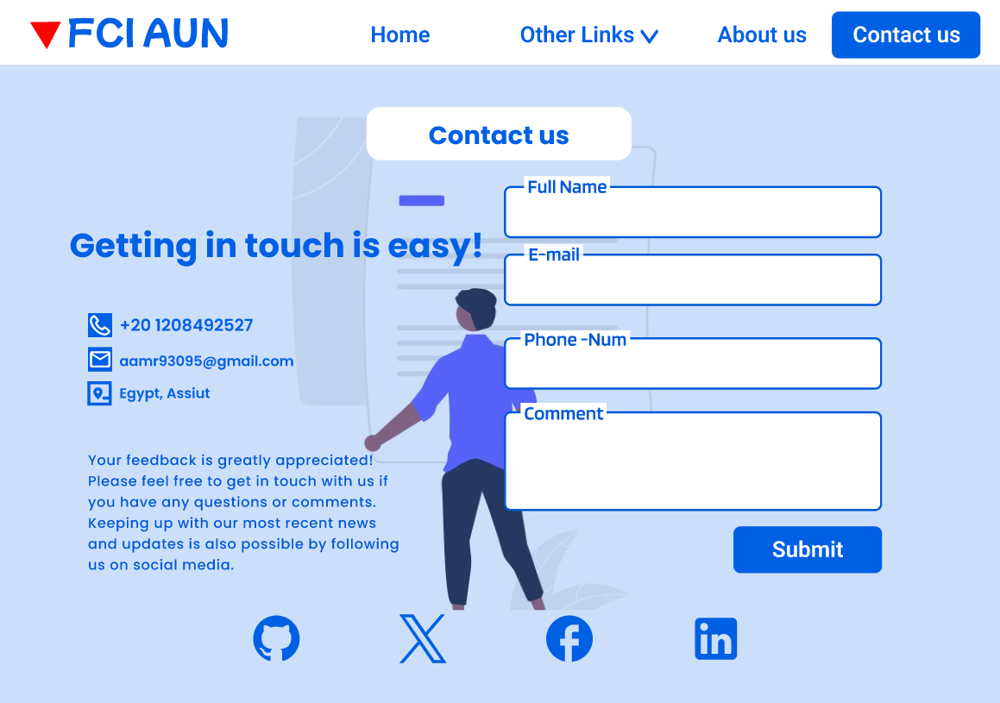 FCI AUN
Home
Other Links
About us
Contact us
Contact us
Getting in touch is easy!
+20 1208492527
aamr93095@gmail.com
Egypt, Assiut
Your feedback is greatly appreciated!
Please feel free to get in touch with us if
you have any questions or comments.
Keeping up with our most recent news
and updates is also possible by following
us on social media.
Full Name
E-mail
Phone -Num
Comment
Submit
in